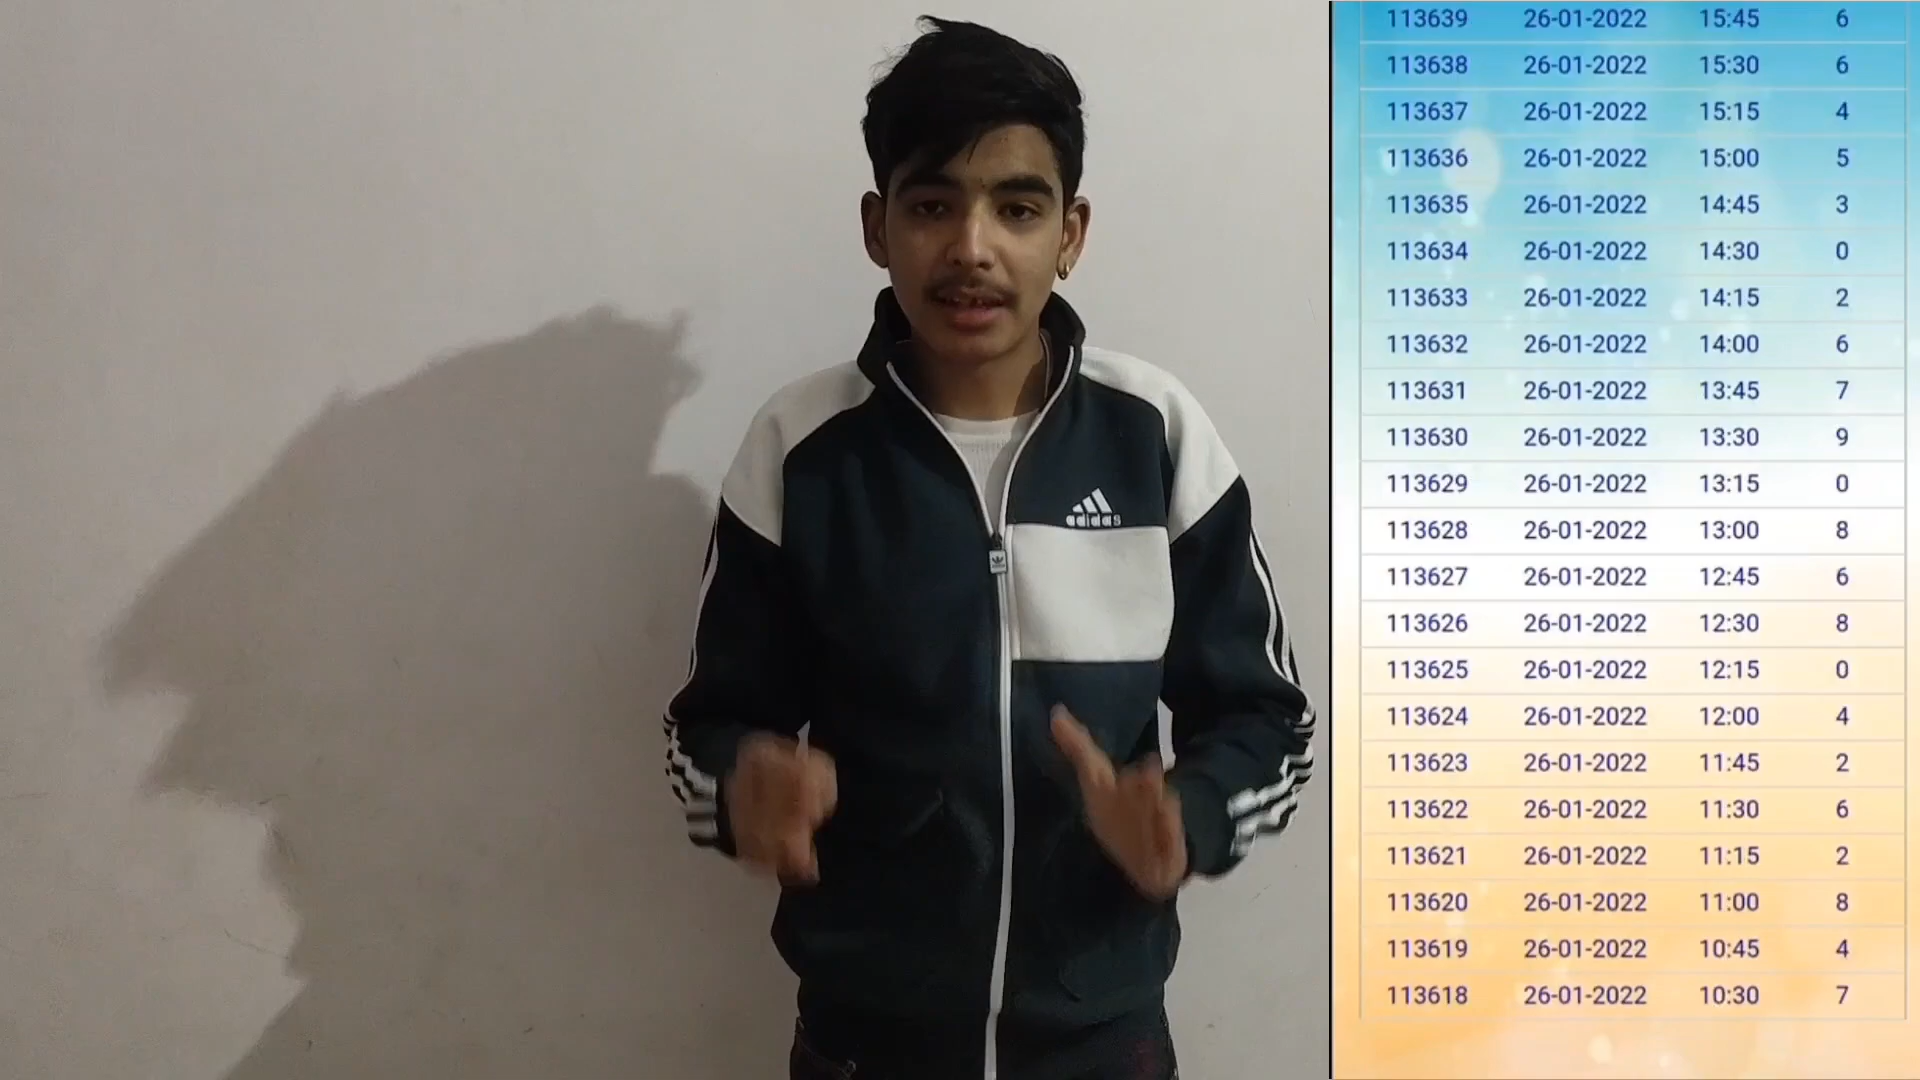 adidas
113639 26-01-2022 15:45 6
113638 26-01-2022 15:30 6
113637 26-01-2022 15:15 4
113636 26-01-2022 15:00 5
113635 26-01-2022 14:45 3
113634 26-01-2022 14:30 0
113633 26-01-2022 14:15 2
113632 26-01-2022 14:00 6
113631 26-01-2022 13:45 7
113630 26-01-2022 13:30 9
113629 26-01-2022 13:15 0
113628 26-01-2022 13:00 8
113627 26-01-2022 12:45 6
113626 26-01-2022 12:30 8
113625 26-01-2022 12:15 0
113624 26-01-2022 12:00 4
113623 26-01-2022 11:45 2
113622 26-01-2022 11:30 6
113621 26-01-2022 11:15 2
113620 26-01-2022 11:00 8
113619 26-01-2022 10:45 4
113618 26-01-2022 10:30 7